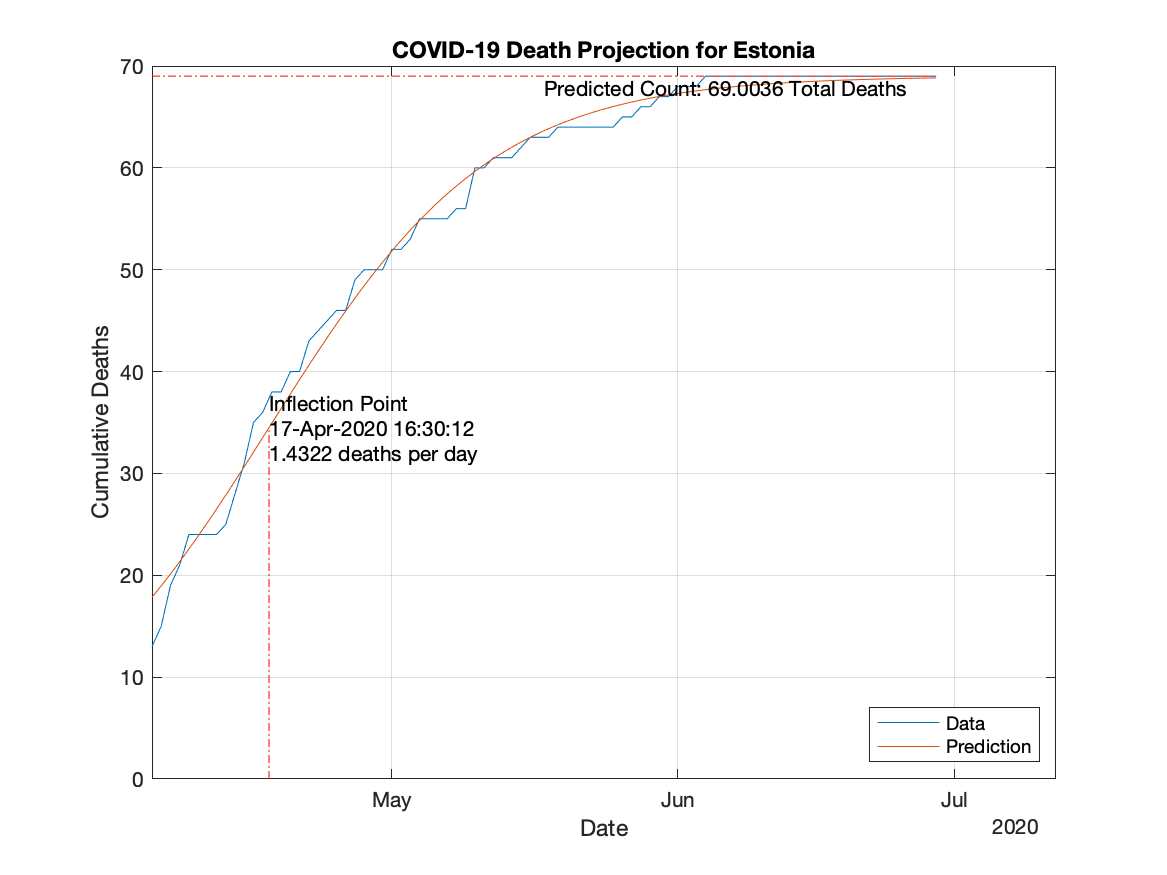 COVID-19 Death Projection for Estonia
70
Predicted Count: 69.0036 Total Deaths
60
50
40
Inflection Point
17-Apr-2020 16:30:12
1.4322 deaths per day
30
20
10
0
Cumulative Deaths
Data
Prediction
May
Jun
Jul
Date
2020